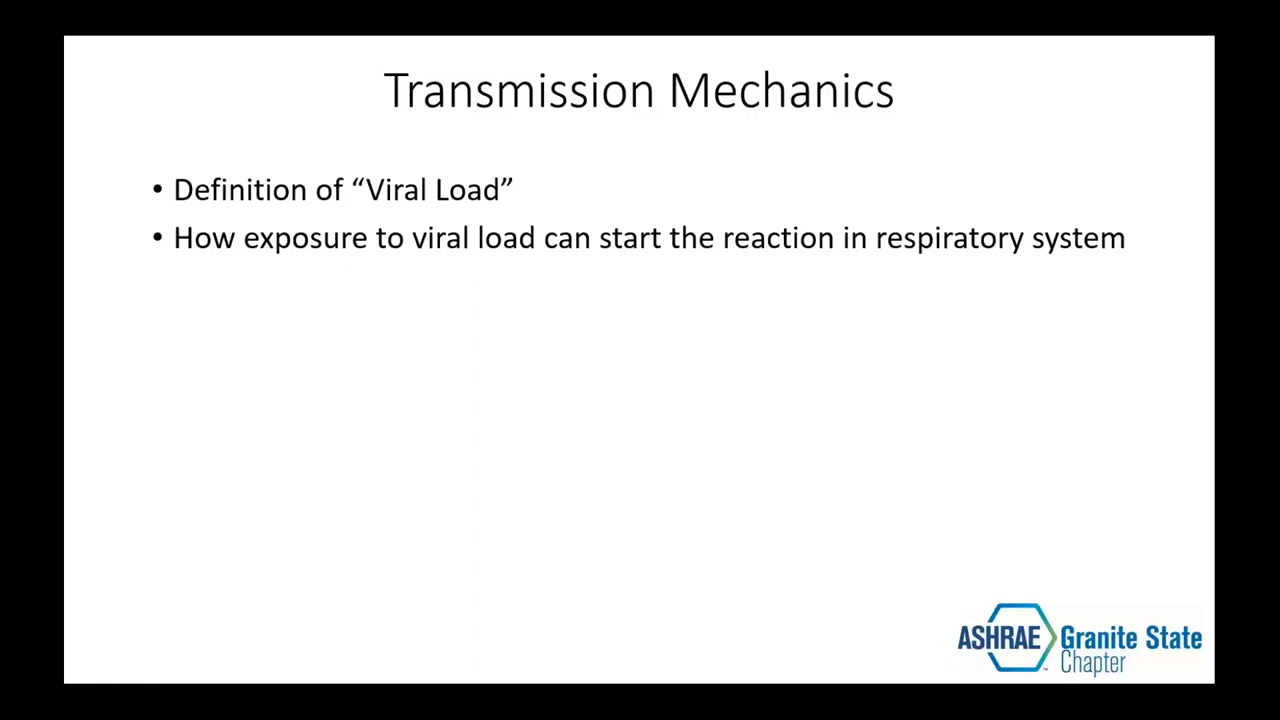 Transmission Mechanics
• Definition of “Viral Load”
• How exposure to viral load can start the reaction in respiratory system
ASHRAE Granite State
Chapter